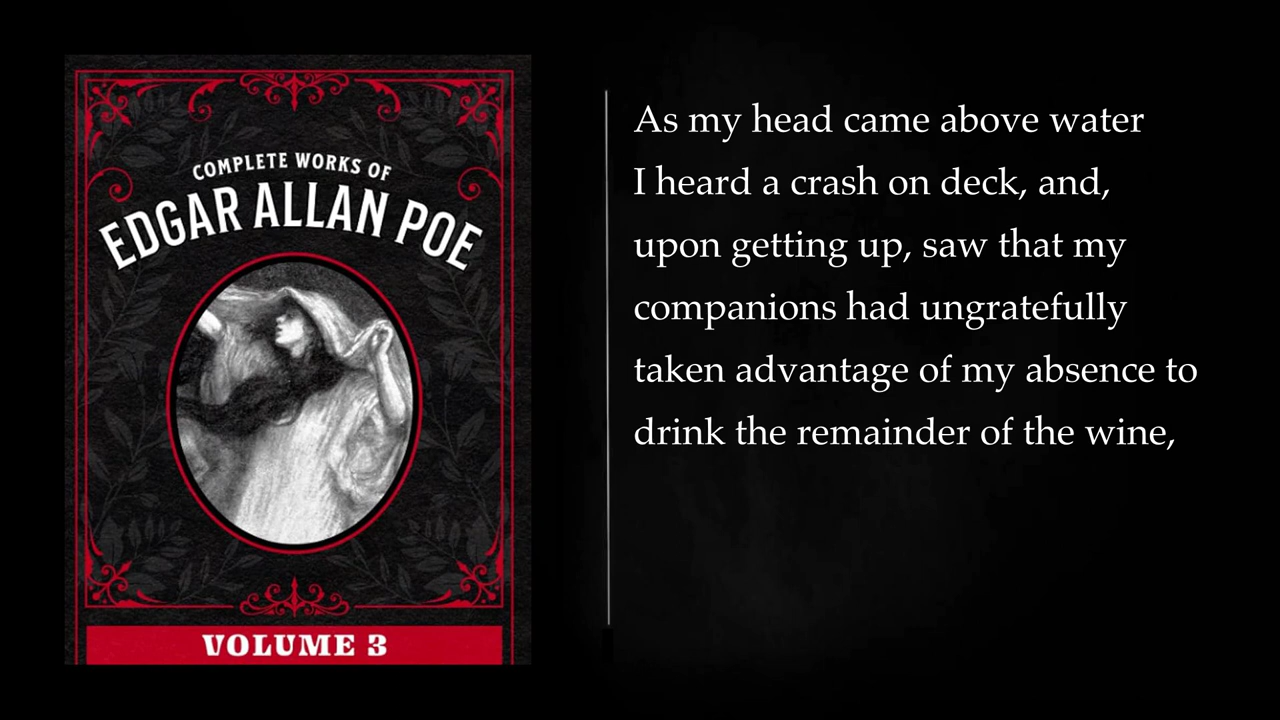 COMPLETE WORKS OF
EDGAR ALLAN POE
VOLUME 3
As my head came above water
I heard a crash on deck, and,
upon getting up, saw that my
companions had ungratefully
taken advantage of my absence to
drink the remainder of the wine,